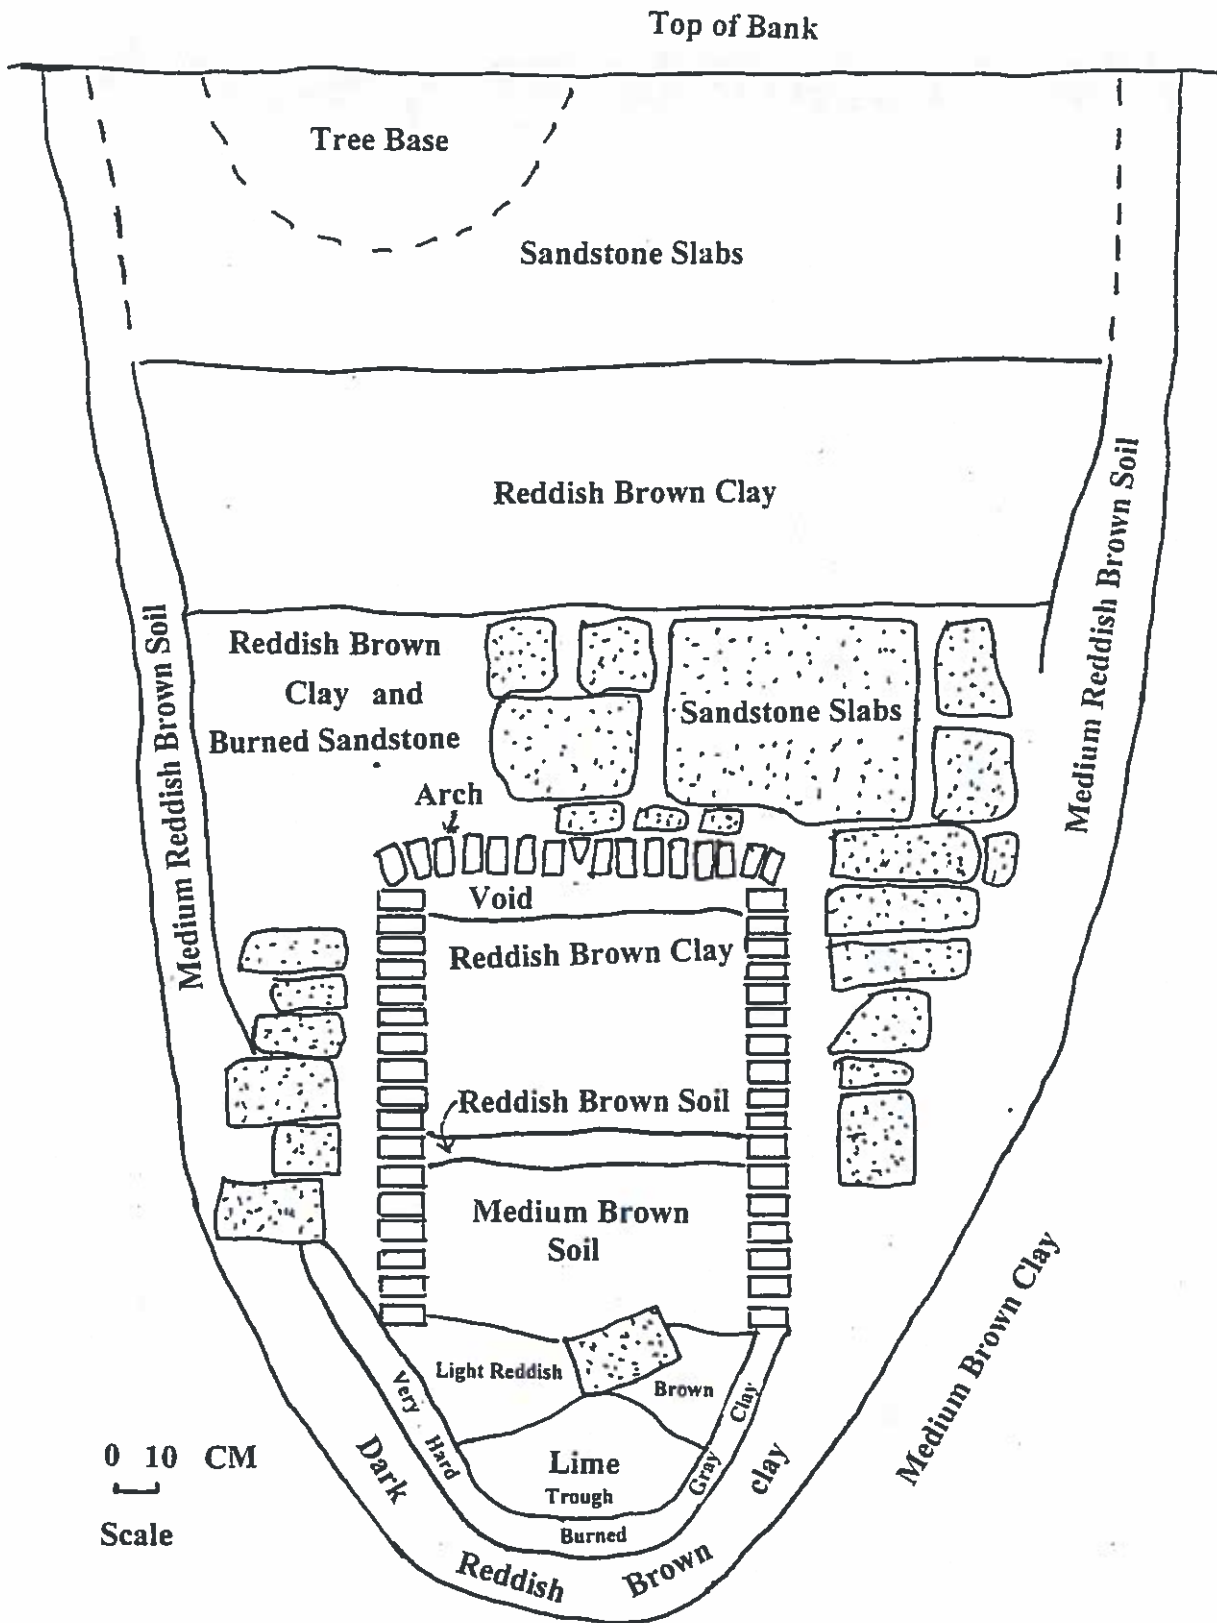 Top of Bank
Tree Base
Sandstone Slabs
Reddish Brown Clay
Medium Reddish Brown Soil
Medium Reddish Brown Soil
Reddish Brown
Clay and
Burned Sandstone
Sandstone Slabs
Arch
Void
Reddish Brown Clay
Reddish Brown Soil
Medium Brown
Soil
Light Reddish
Brown
Very Hard
Burned
Gray Clay
Lime
Trough
Dark Reddish Brown clay
Medium Brown Clay
0 10 CM
Scale